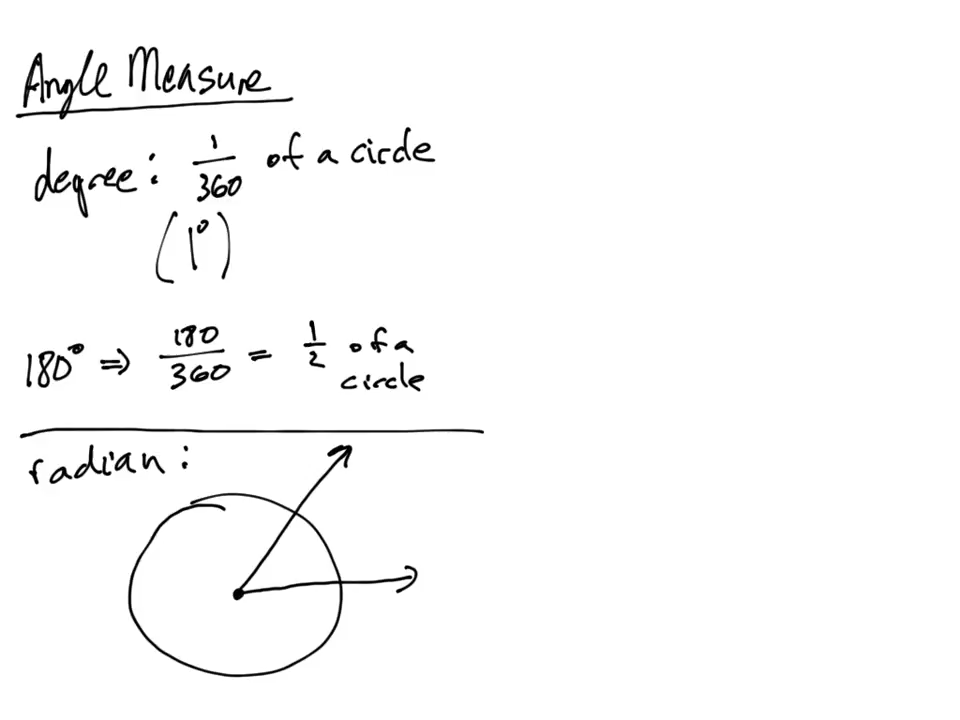 Angle Measure
degree: 1/360 of a circle
(1°)
180° ⇒ 180/360 = 1/2 of a
circle
radian: